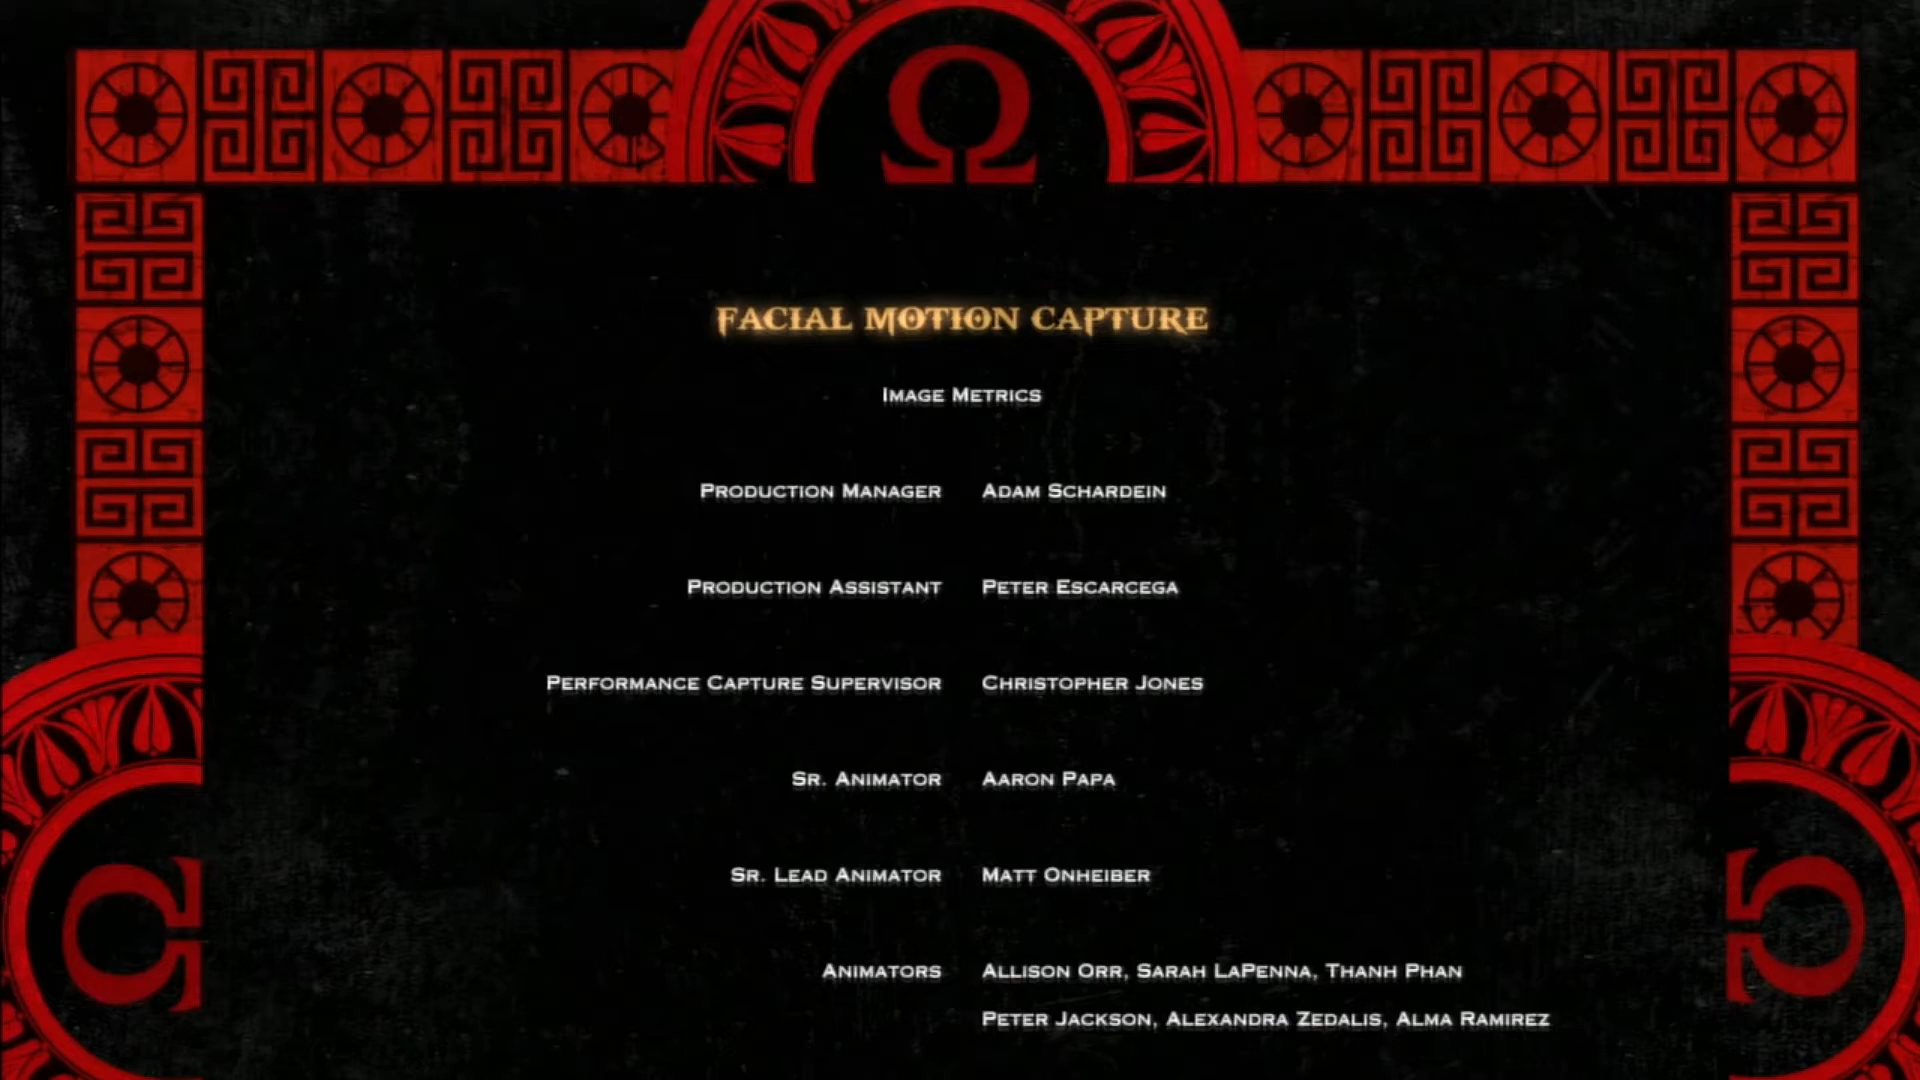 Ω
FACIAL MOTION CAPTURE
IMAGE METRICS
PRODUCTION MANAGER ADAM SCHARDEIN
PRODUCTION ASSISTANT PETER ESCARCEGA
PERFORMANCE CAPTURE SUPERVISOR CHRISTOPHER JONES
SR. ANIMATOR AARON PAPA
SR. LEAD ANIMATOR MATT ONHEIBER
Ω Ω
ANIMATORS ALLISON ORR, SARAH LAPENNA, THANH PHAN
PETER JACKSON, ALEXANDRA ZEDALIS, ALMA RAMIREZ